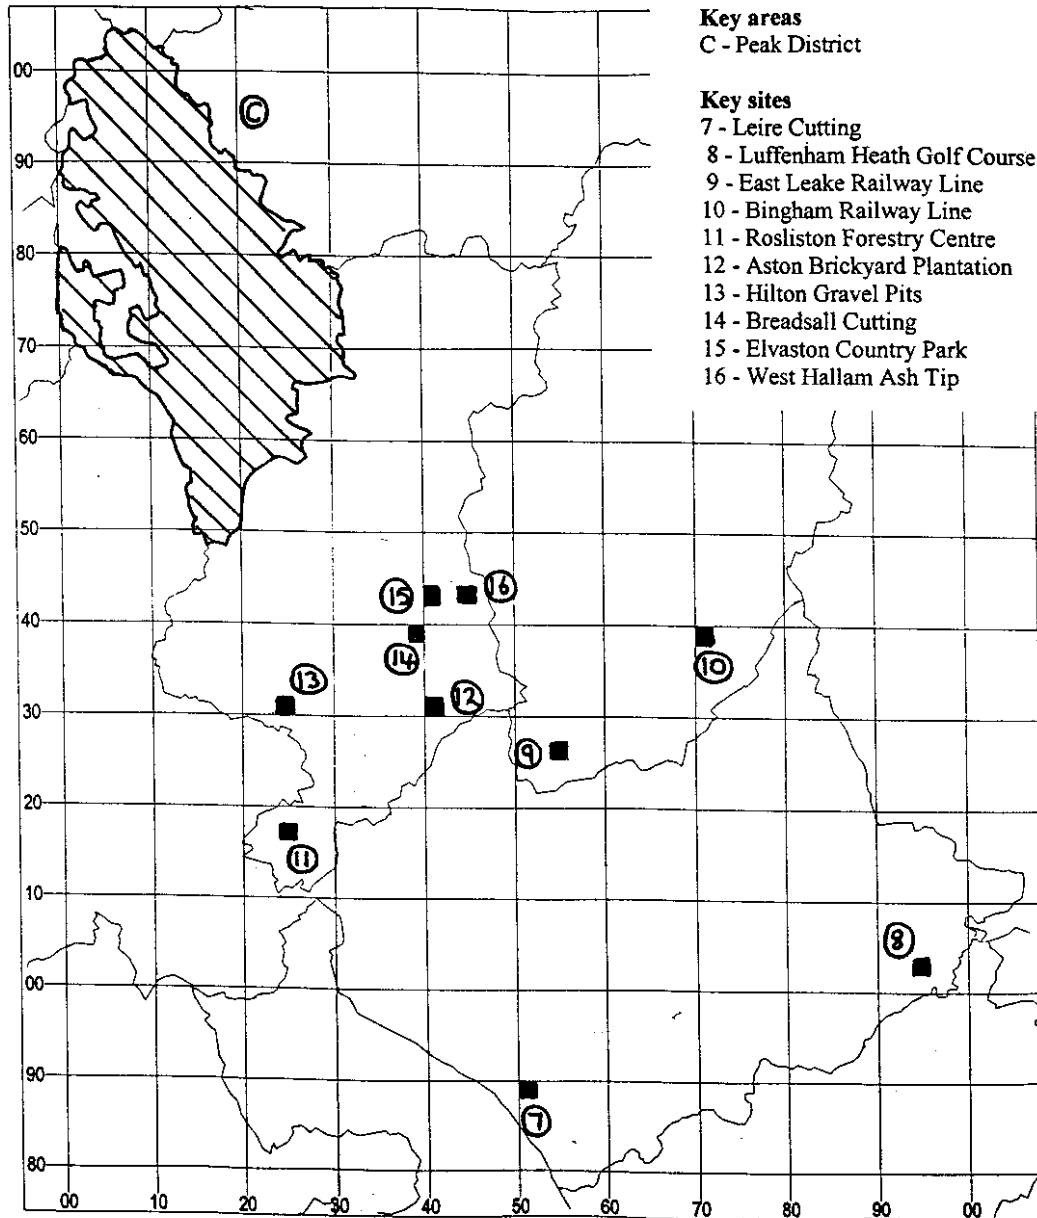 Key areas
C - Peak District
Key sites
7 - Leire Cutting
8 - Luffenham Heath Golf Course
9 - East Leake Railway Line
10 - Bingham Railway Line
11 - Rosliston Forestry Centre
12 - Aston Brickyard Plantation
13 - Hilton Gravel Pits
14 - Breadsall Cutting
15 - Elvaston Country Park
16 - West Hallam Ash Tip
00
C
90
80
70
60
50
15 16
40
14 10
13 12
30
9
20
11
10
8
00
90
7
80
00 10 20 30 40 50 60 70 80 90 00